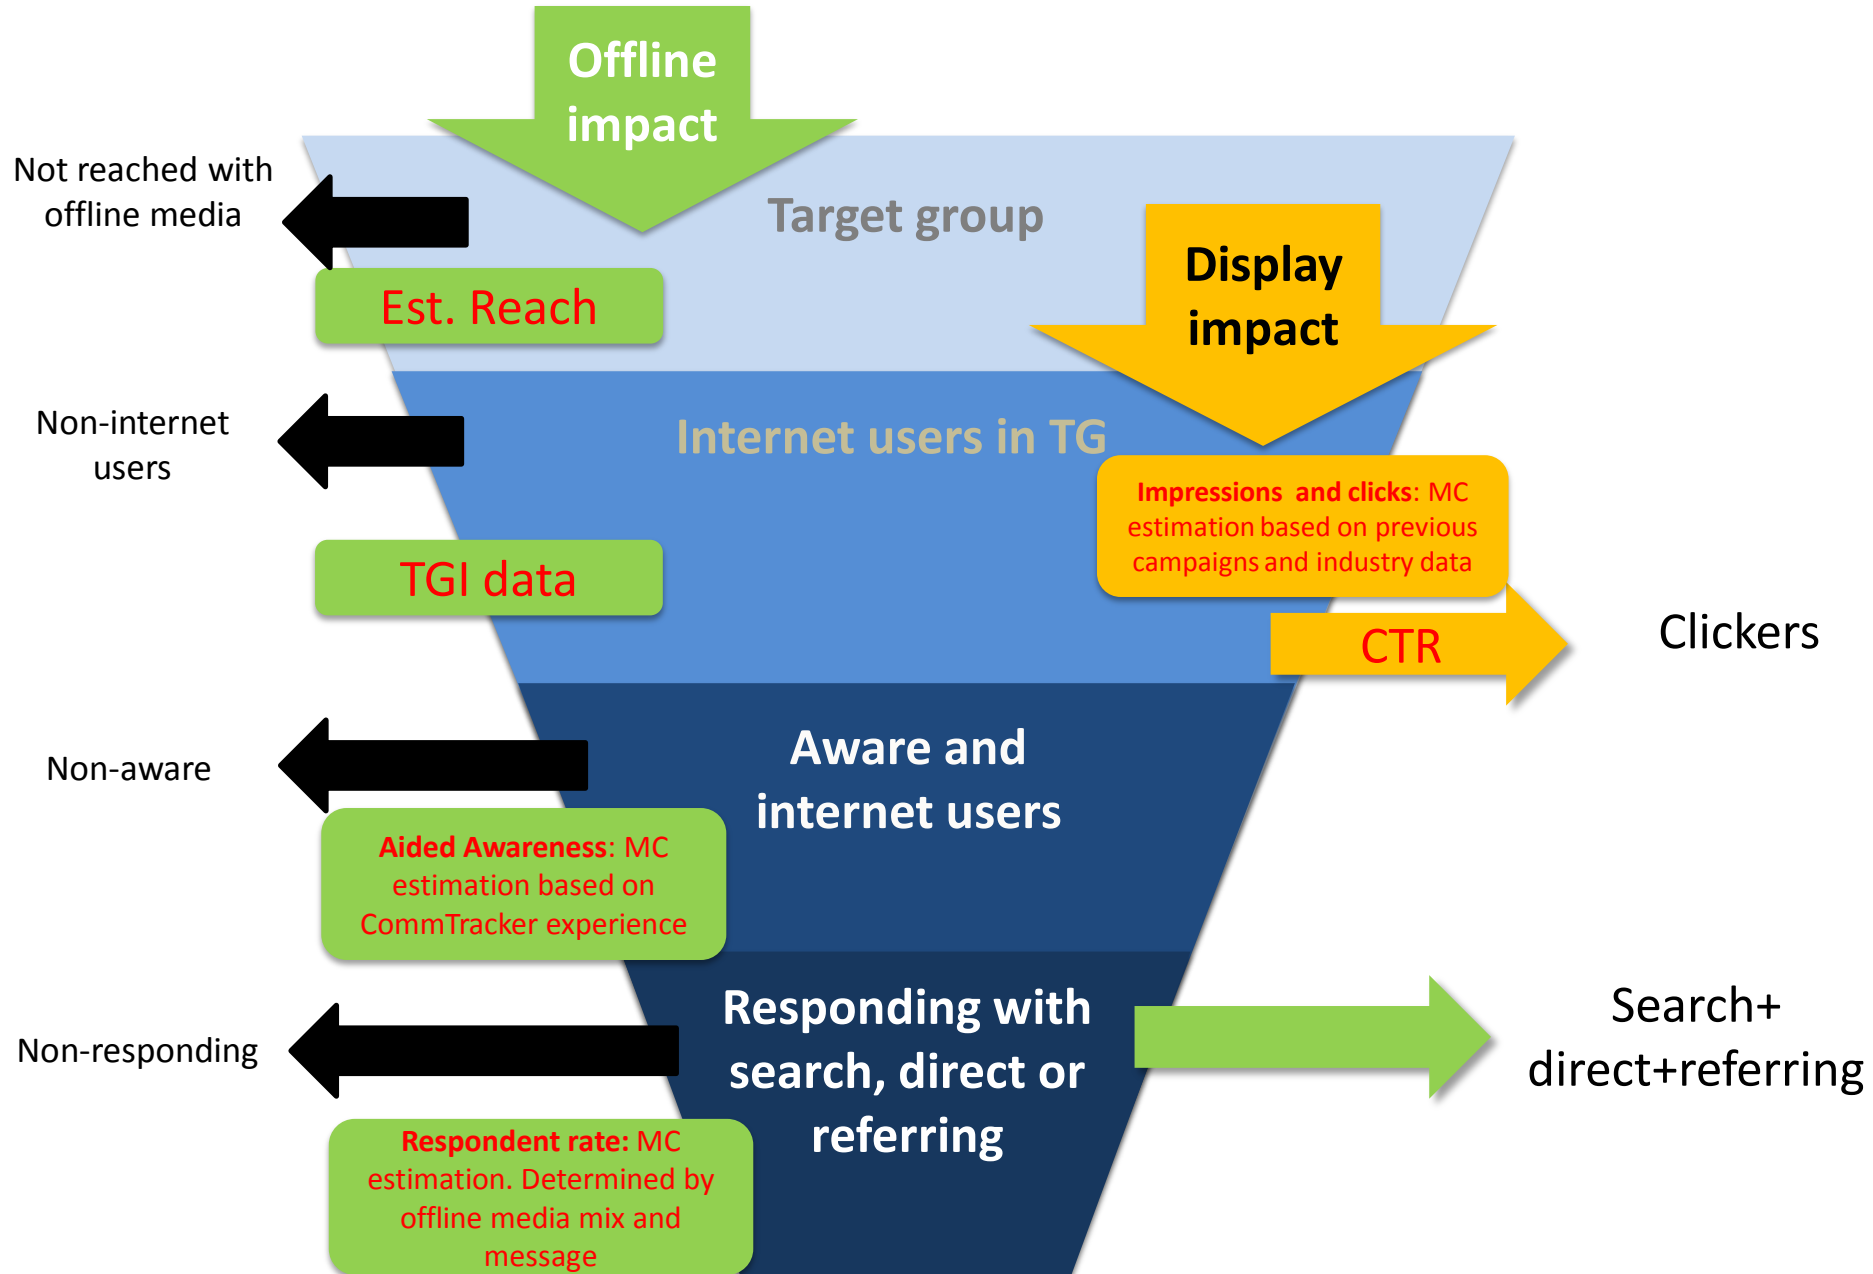 Offline
impact
Not reached with
offline media
Target group
Est. Reach
Display
impact
Non-internet
users
Internet users in TG
Impressions and clicks: MC
estimation based on previous
campaigns and industry data
TGI data
CTR
Clickers
Non-aware
Aware and
internet users
Aided Awareness: MC
estimation based on
CommTracker experience
Non-responding
Responding with
search, direct or
referring
Search+
direct+referring
Respondent rate: MC
estimation. Determined by
offline media mix and
message